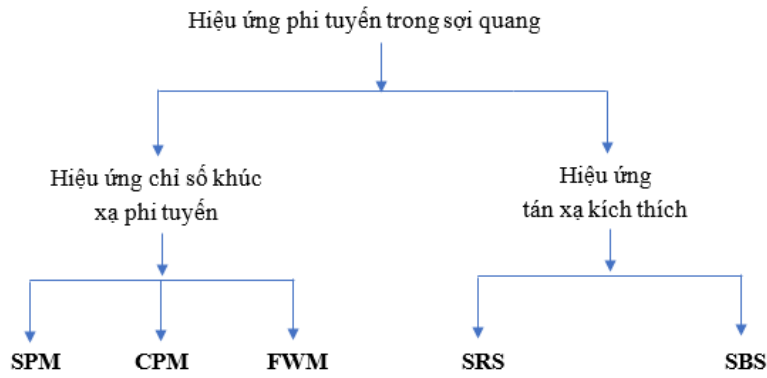 Hiệu ứng phi tuyến trong sợi quang
Hiệu ứng chỉ số khúc
xạ phi tuyến
Hiệu ứng
tán xạ kích thích
SPM
CPM
FWM
SRS
SBS